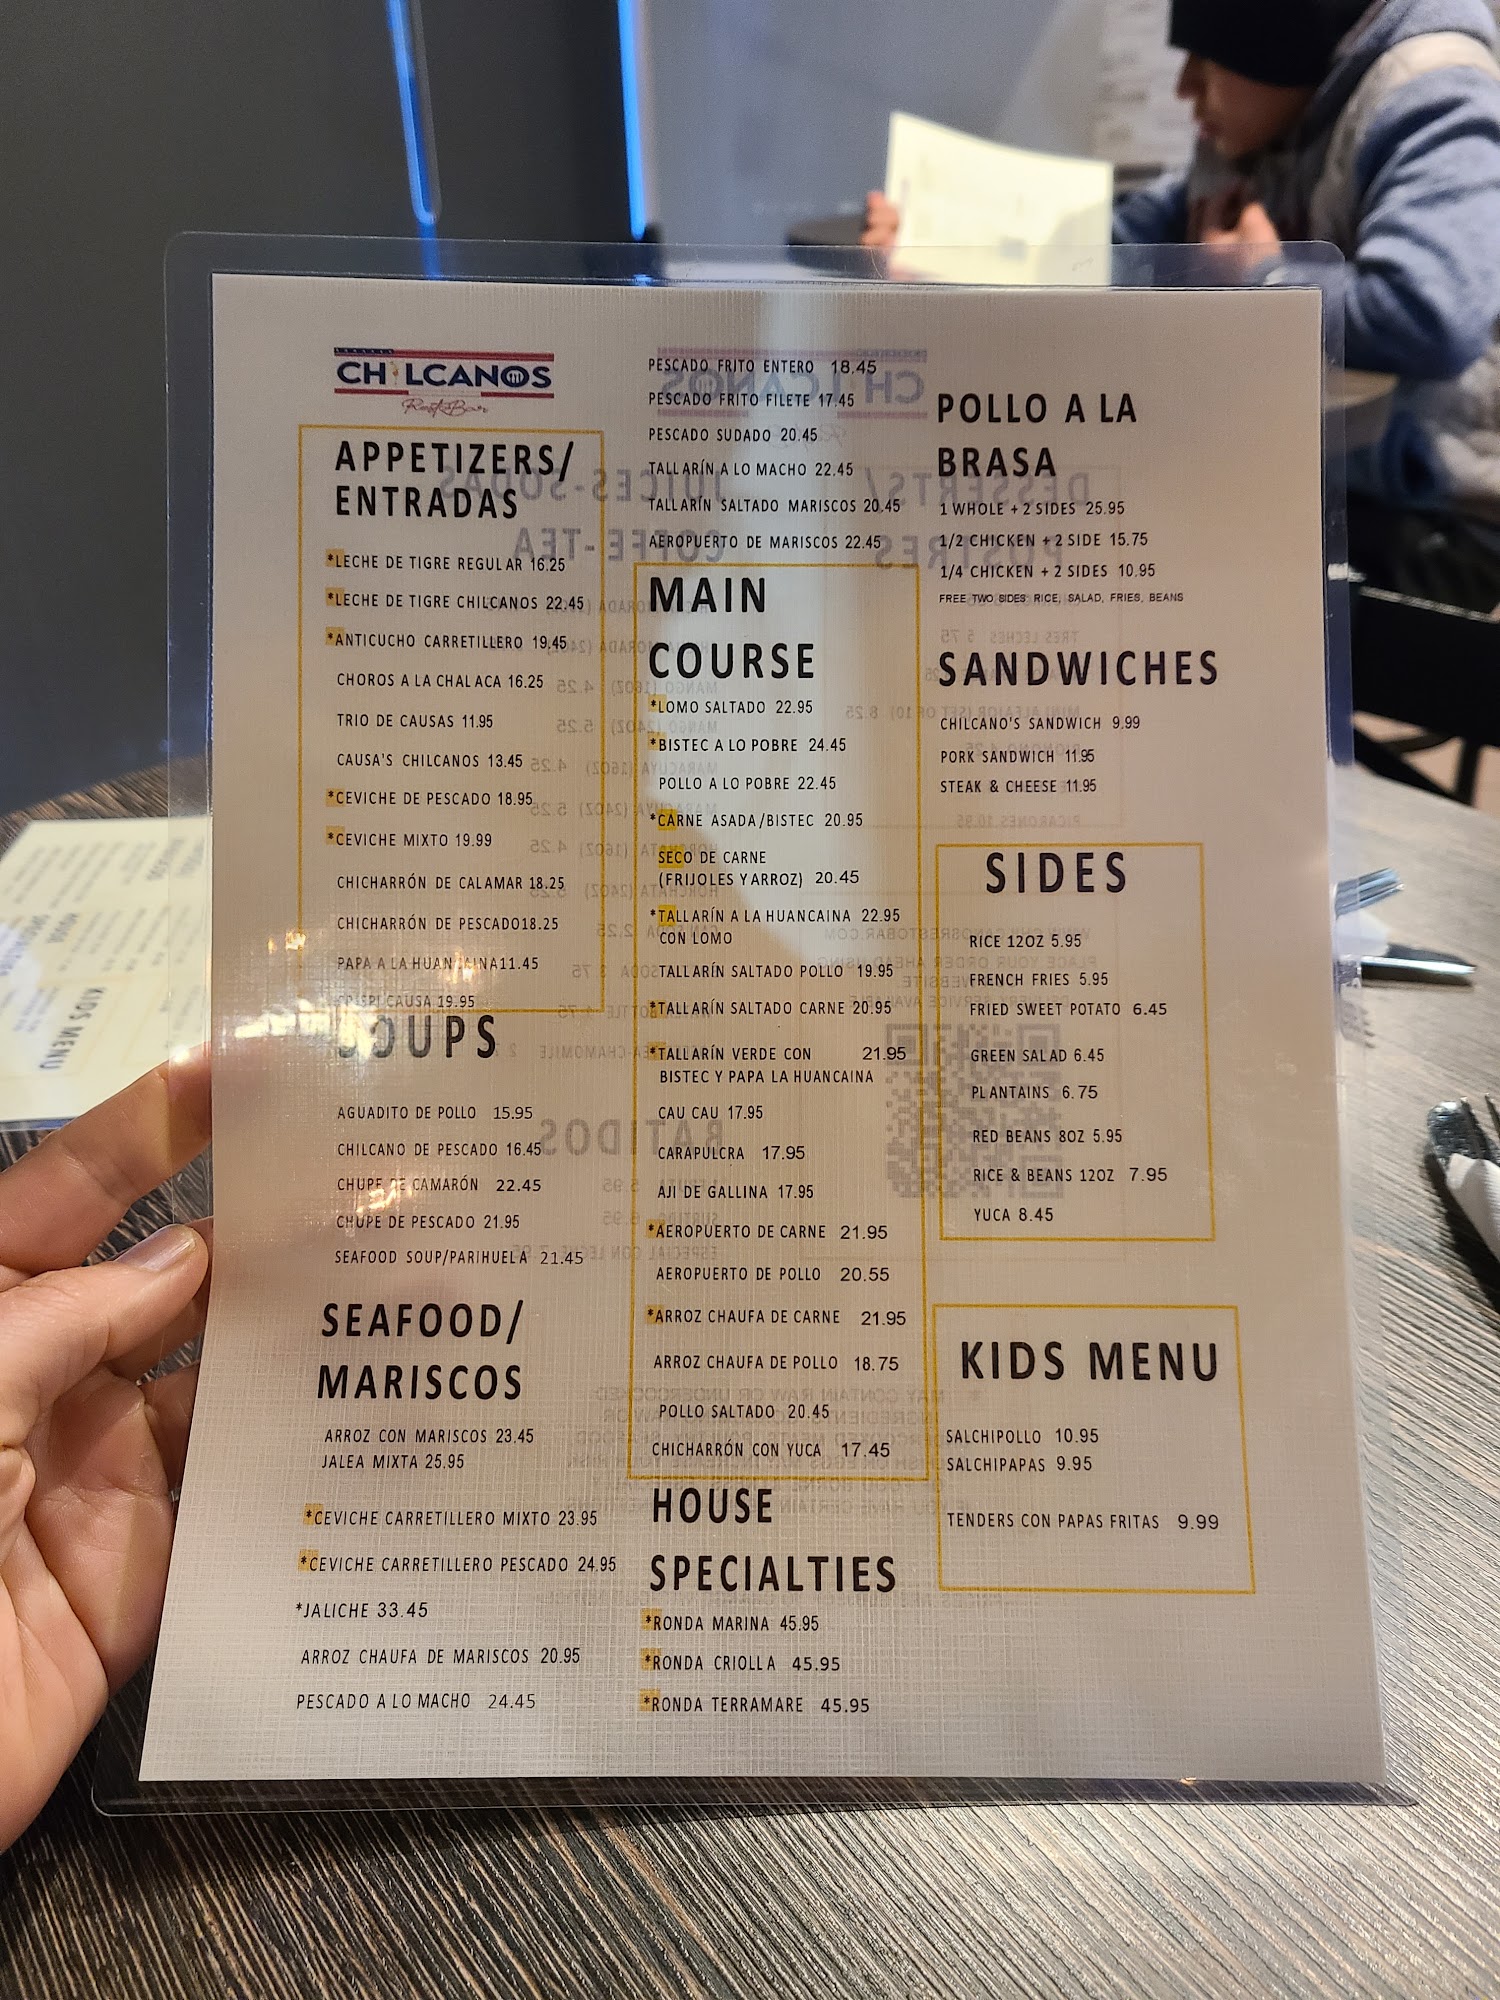 CHILCANOS
RestoBar
APPETIZERS/
ENTRADAS
*LECHE DE TIGRE REGULAR 16.25
*LECHE DE TIGRE CHILCANOS 22.45
*ANTICUCHO CARRETILLERO 19.45
CHOROS A LA CHALACA 16.25
TRIO DE CAUSAS 11.95
CAUSA'S CHILCANOS 13.45
*CEVICHE DE PESCADO 18.95
*CEVICHE MIXTO 19.99
CHICHARRÓN DE CALAMAR 18.25
CHICHARRÓN DE PESCADO18.25
PAPA A LA HUANCAINA11.45
CRISPI CAUSA 19.95
SOUPS
AGUADITO DE POLLO 15.95
CHILCANO DE PESCADO 16.45
CHUPE DE CAMARÓN 22.45
CHUPE DE PESCADO 21.95
SEAFOOD SOUP/PARIHUELA 21.45
SEAFOOD/
MARISCOS
ARROZ CON MARISCOS 23.45
JALEA MIXTA 25.95
*CEVICHE CARRETILLERO MIXTO 23.95
*CEVICHE CARRETILLERO PESCADO 24.95
*JALICHE 33.45
ARROZ CHAUFA DE MARISCOS 20.95
PESCADO A LO MACHO 24.45
PESCADO FRITO ENTERO 18.45
PESCADO FRITO FILETE 17.45
PESCADO SUDADO 20.45
TALLARÍN A LO MACHO 22.45
TALLARÍN SALTADO MARISCOS 20.45
AEROPUERTO DE MARISCOS 22.45
MAIN
COURSE
*LOMO SALTADO 22.95
*BISTEC A LO POBRE 24.45
POLLO A LO POBRE 22.45
*CARNE ASADA/BISTEC 20.95
SECO DE CARNE
(FRIJOLES Y ARROZ) 20.45
*TALLARÍN A LA HUANCAINA 22.95
CON LOMO
TALLARÍN SALTADO POLLO 19.95
*TALLARÍN SALTADO CARNE 20.95
*TALLARÍN VERDE CON 21.95
BISTEC Y PAPA LA HUANCAINA
CAU CAU 17.95
CARAPULCRA 17.95
AJI DE GALLINA 17.95
*AEROPUERTO DE CARNE 21.95
AEROPUERTO DE POLLO 20.55
*ARROZ CHAUFA DE CARNE 21.95
ARROZ CHAUFA DE POLLO 18.75
POLLO SALTADO 20.45
CHICHARRÓN CON YUCA 17.45
HOUSE
SPECIALTIES
*RONDA MARINA 45.95
*RONDA CRIOLLA 45.95
*RONDA TERRAMARE 45.95
POLLO A LA
BRASA
1 WHOLE + 2 SIDES 25.95
1/2 CHICKEN + 2 SIDE 15.75
1/4 CHICKEN + 2 SIDES 10.95
FREE TWO SIDES: RICE, SALAD, FRIES, BEANS
SANDWICHES
CHILCANO'S SANDWICH 9.99
PORK SANDWICH 11.95
STEAK & CHEESE 11.95
SIDES
RICE 12OZ 5.95
FRENCH FRIES 5.95
FRIED SWEET POTATO 6.45
GREEN SALAD 6.45
PLANTAINS 6.75
RED BEANS 8OZ 5.95
RICE & BEANS 12OZ 7.95
YUCA 8.45
KIDS MENU
SALCHIPOLLO 10.95
SALCHIPAPAS 9.95
TENDERS CON PAPAS FRITAS 9.99
KIDS MENU